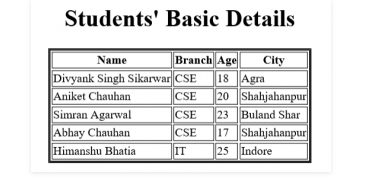 Students' Basic Details
Name Branch Age City
Divyank Singh Sikarwar CSE 18 Agra
Aniket Chauhan CSE 20 Shahjahanpur
Simran Agarwal CSE 23 Buland Shar
Abhay Chauhan CSE 17 Shahjahanpur
Himanshu Bhatia IT 25 Indore